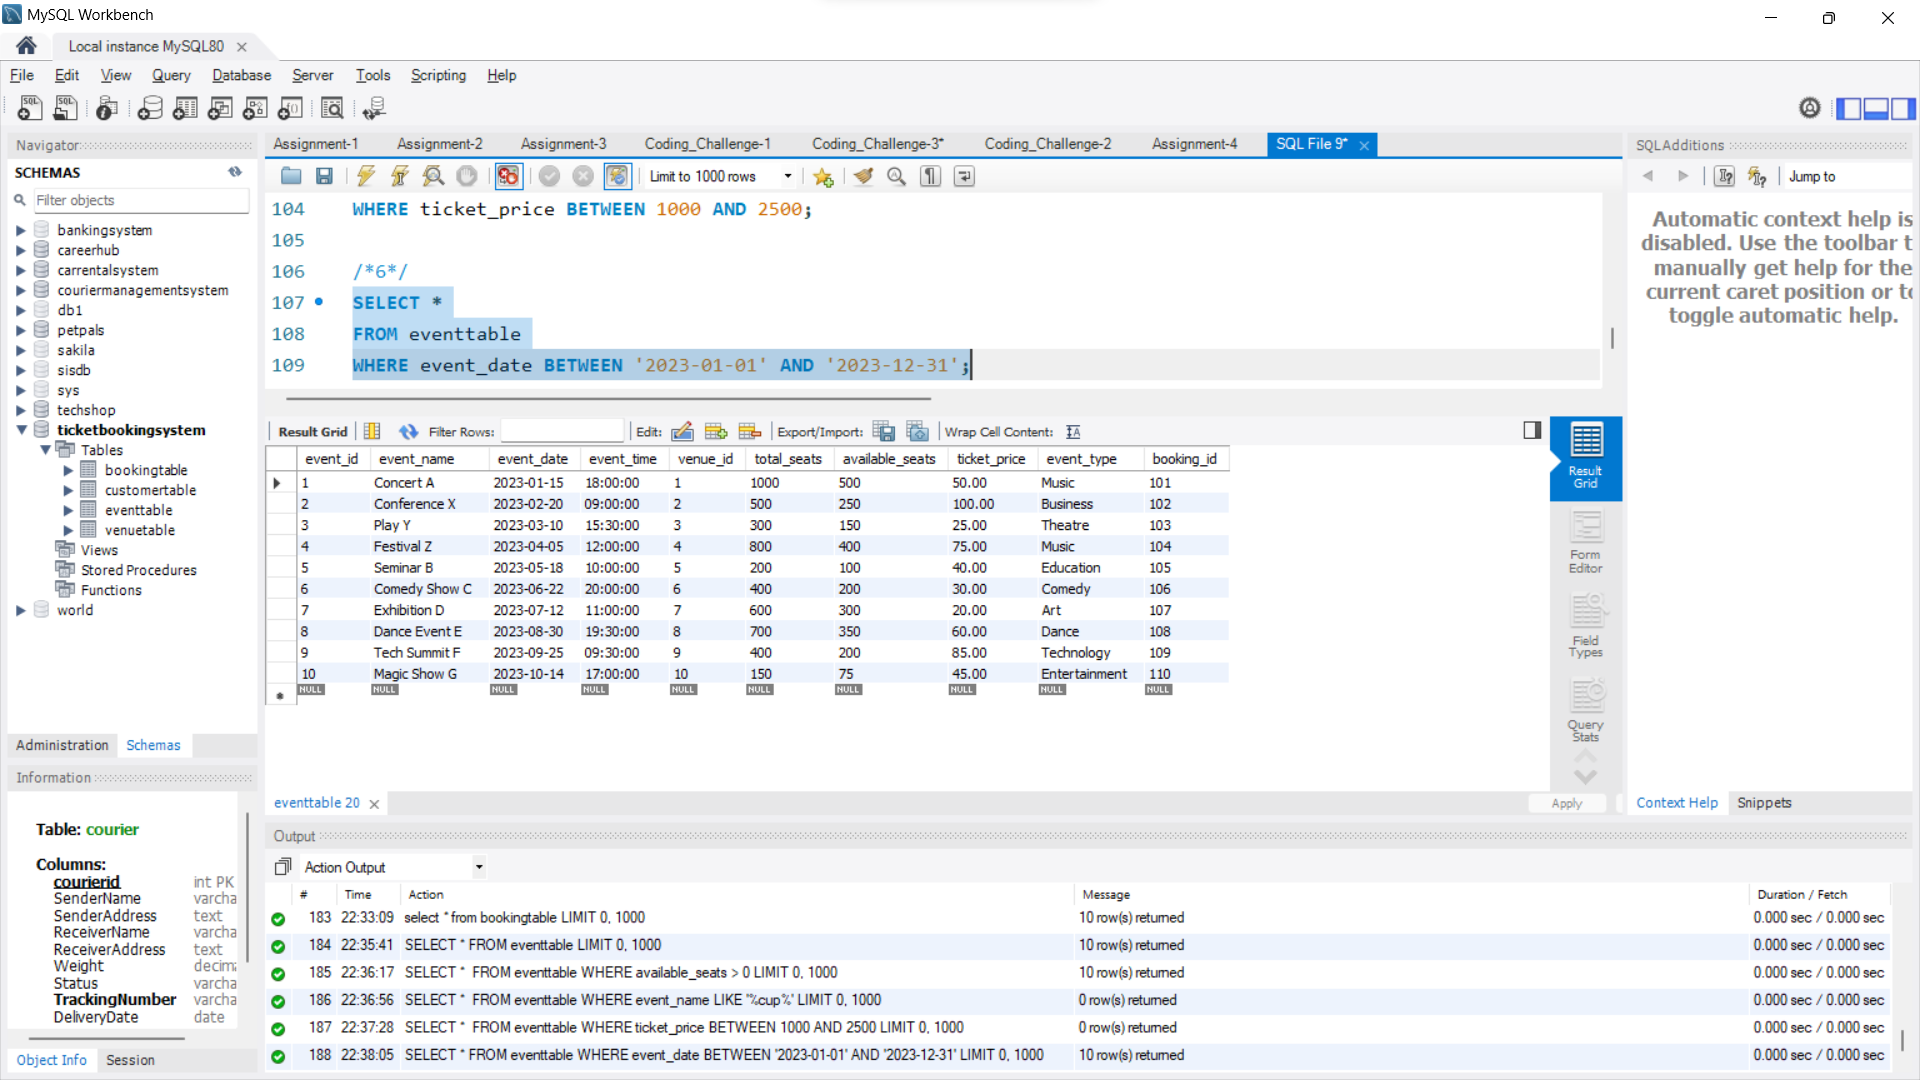 MySQL Workbench
Local instance MySQL80
File Edit View Query Database Server Tools Scripting Help
Navigator
SCHEMAS
Filter objects
bankingsystem
careerhub
carrentalsystem
couriermanagementsystem
db1
petpals
sakila
sisdb
sys
techshop
ticketbookingsystem
Tables
bookingtable
customertable
eventtable
venuetable
Views
Stored Procedures
Functions
world
Administration Schemas
Information
Table: courier
Columns:
courierid int PK
SenderName varcha
SenderAddress text
ReceiverName varcha
ReceiverAddress text
Weight decima
Status varcha
TrackingNumber varcha
DeliveryDate date
Object Info Session
Assignment-1 Assignment-2 Assignment-3 Coding_Challenge-1 Coding_Challenge-3* Coding_Challenge-2 Assignment-4 SQL File 9*
Limit to 1000 rows
104 WHERE ticket_price BETWEEN 1000 AND 2500;
105
106 /*6*/
107 SELECT *
108 FROM eventtable
109 WHERE event_date BETWEEN '2023-01-01' AND '2023-12-31';
Result Grid Filter Rows: Edit: Export/Import: Wrap Cell Content:
event_id event_name event_date event_time venue_id total_seats available_seats ticket_price event_type booking_id
1 Concert A 2023-01-15 18:00:00 1 1000 500 50.00 Music 101
2 Conference X 2023-02-20 09:00:00 2 500 250 100.00 Business 102
3 Play Y 2023-03-10 15:30:00 3 300 150 25.00 Theatre 103
4 Festival Z 2023-04-05 12:00:00 4 800 400 75.00 Music 104
5 Seminar B 2023-05-18 10:00:00 5 200 100 40.00 Education 105
6 Comedy Show C 2023-06-22 20:00:00 6 400 200 30.00 Comedy 106
7 Exhibition D 2023-07-12 11:00:00 7 600 300 20.00 Art 107
8 Dance Event E 2023-08-30 19:30:00 8 700 350 60.00 Dance 108
9 Tech Summit F 2023-09-25 09:30:00 9 400 200 85.00 Technology 109
10 Magic Show G 2023-10-14 17:00:00 10 150 75 45.00 Entertainment 110
NULL NULL NULL NULL NULL NULL NULL NULL NULL NULL
Result
Grid
Form
Editor
Field
Types
Query
Stats
eventtable 20
Apply
SQLAdditions
Jump to
Automatic context help is
disabled. Use the toolbar t
manually get help for the
current caret position or to
toggle automatic help.
Context Help Snippets
Output
Action Output
# Time Action Message Duration / Fetch
183 22:33:09 select * from bookingtable LIMIT 0, 1000 10 row(s) returned 0.000 sec / 0.000 sec
184 22:35:41 SELECT * FROM eventtable LIMIT 0, 1000 10 row(s) returned 0.000 sec / 0.000 sec
185 22:36:17 SELECT * FROM eventtable WHERE available_seats > 0 LIMIT 0, 1000 10 row(s) returned 0.000 sec / 0.000 sec
186 22:36:56 SELECT * FROM eventtable WHERE event_name LIKE '%cup%' LIMIT 0, 1000 0 row(s) returned 0.000 sec / 0.000 sec
187 22:37:28 SELECT * FROM eventtable WHERE ticket_price BETWEEN 1000 AND 2500 LIMIT 0, 1000 0 row(s) returned 0.000 sec / 0.000 sec
188 22:38:05 SELECT * FROM eventtable WHERE event_date BETWEEN '2023-01-01' AND '2023-12-31' LIMIT 0, 1000 10 row(s) returned 0.000 sec / 0.000 sec